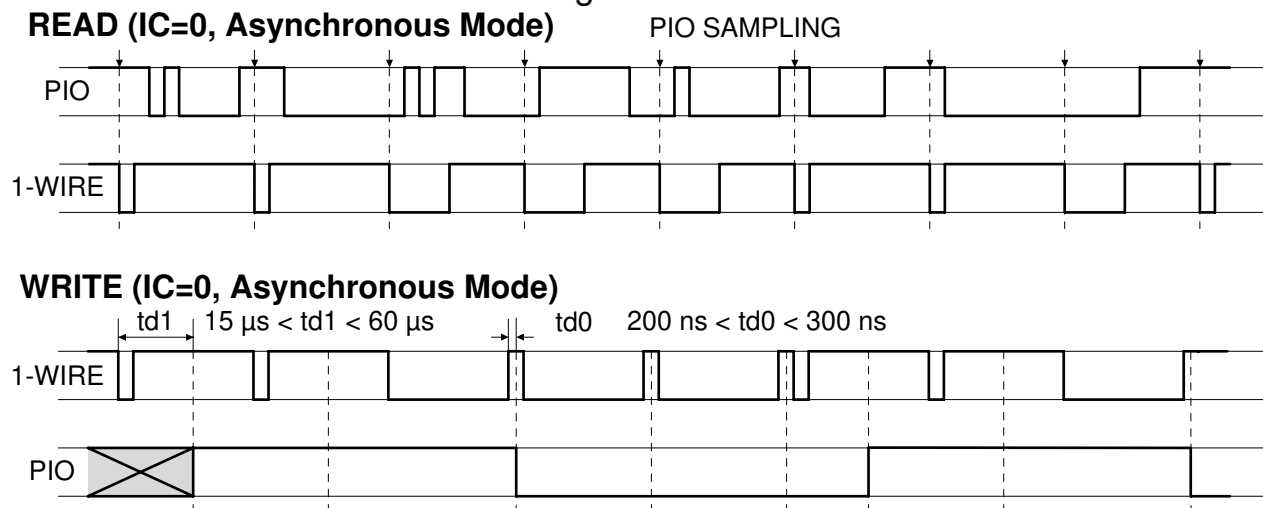 READ (IC=0, Asynchronous Mode) PIO SAMPLING
PIO
1-WIRE
WRITE (IC=0, Asynchronous Mode)
td1 15 µs < td1 < 60 µs td0 200 ns < td0 < 300 ns
1-WIRE
PIO